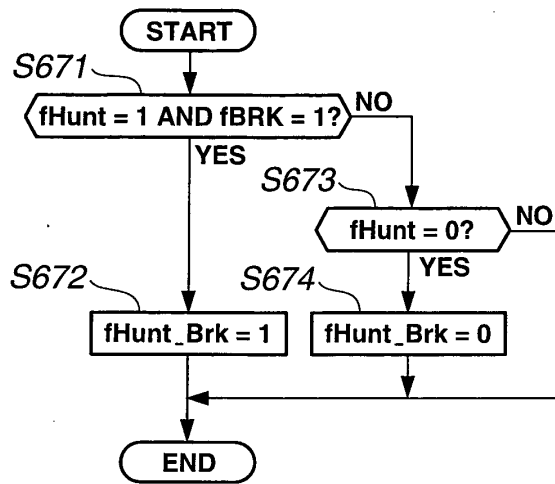 START
S671
fHunt = 1 AND fBRK = 1?
NO
YES
S673
fHunt = 0?
NO
YES
S672
S674
fHunt_Brk = 1
fHunt_Brk = 0
END